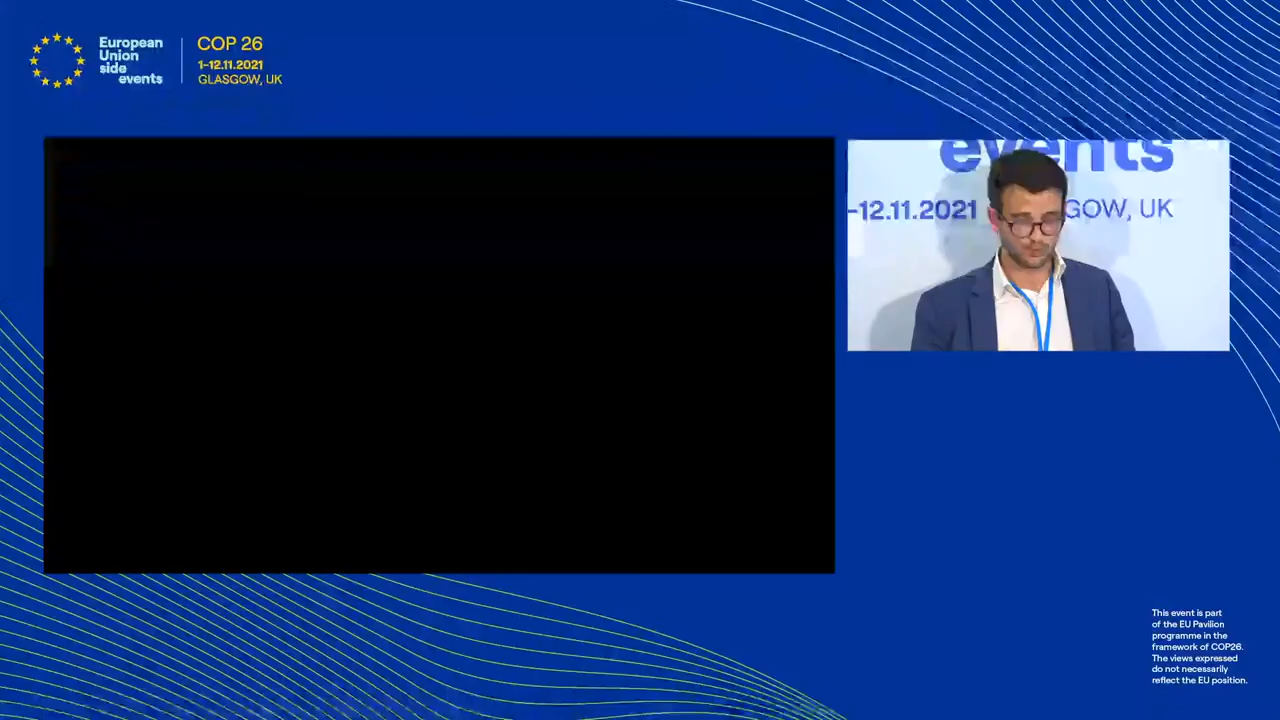 European
Union
side
events
COP 26
1-12.11.2021
GLASGOW, UK
events
-12.11.2021
GOW, UK
This event is part
of the EU Pavilion
programme in the
framework of COP26.
The views expressed
do not necessarily
reflect the EU position.